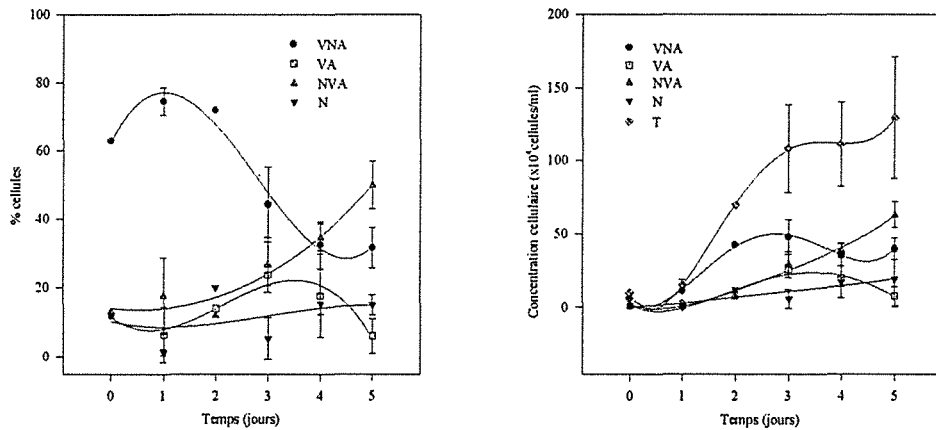 100
80
60
40
20
0
% cellules
VNA
VA
NVA
N
0 1 2 3 4 5
Temps (jours)
200
150
100
50
0
Concentration cellulaire (x10⁴cellules/ml)
VNA
VA
NVA
N
T
0 1 2 3 4 5
Temps (jours)